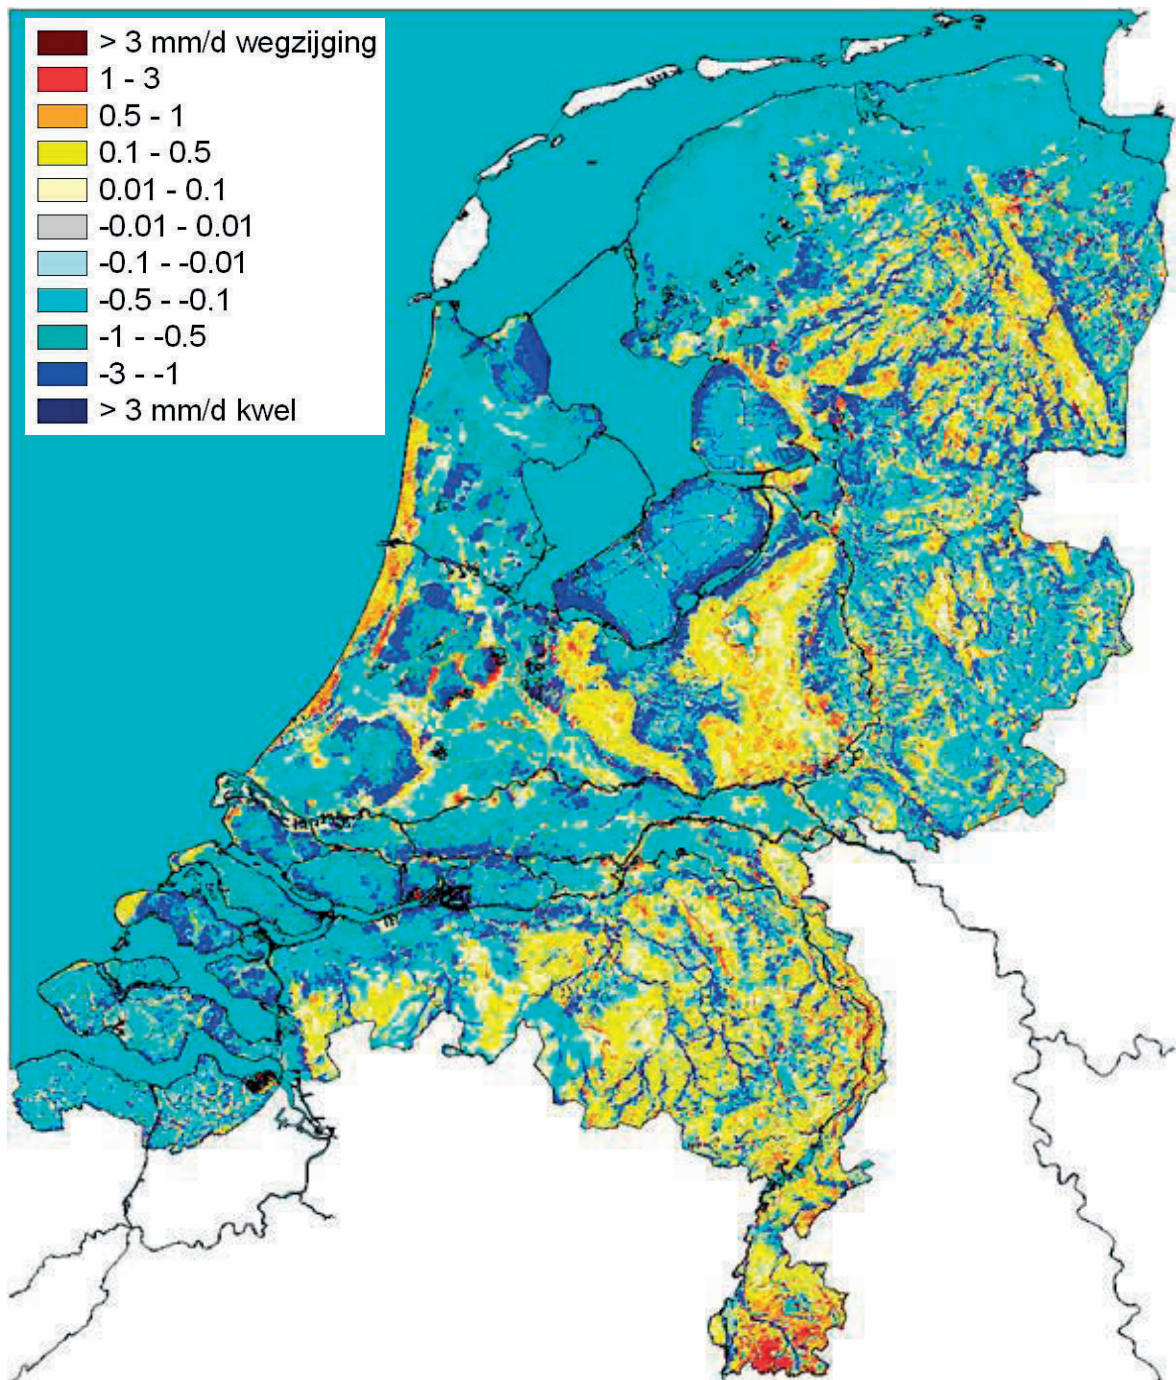 > 3 mm/d wegzijging
1 - 3
0.5 - 1
0.1 - 0.5
0.01 - 0.1
-0.01 - 0.01
-0.1 - -0.01
-0.5 - -0.1
-1 - -0.5
-3 - -1
> 3 mm/d kwel